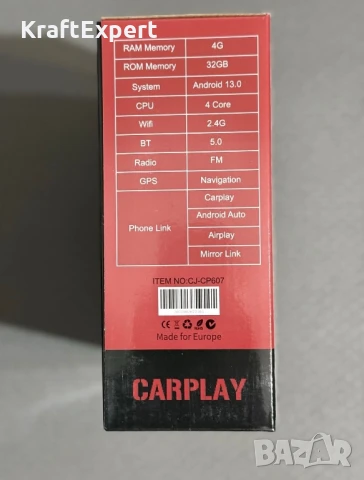 KraftExpert
RAM Memory 4G
ROM Memory 32GB
System Android 13.0
CPU 4 Core
Wifi 2.4G
BT 5.0
Radio FM
GPS Navigation
Phone Link
Carplay
Android Auto
Airplay
Mirror Link
ITEM NO:CJ-CP607
CE
Made for Europe
CARPLAY
BAZAR